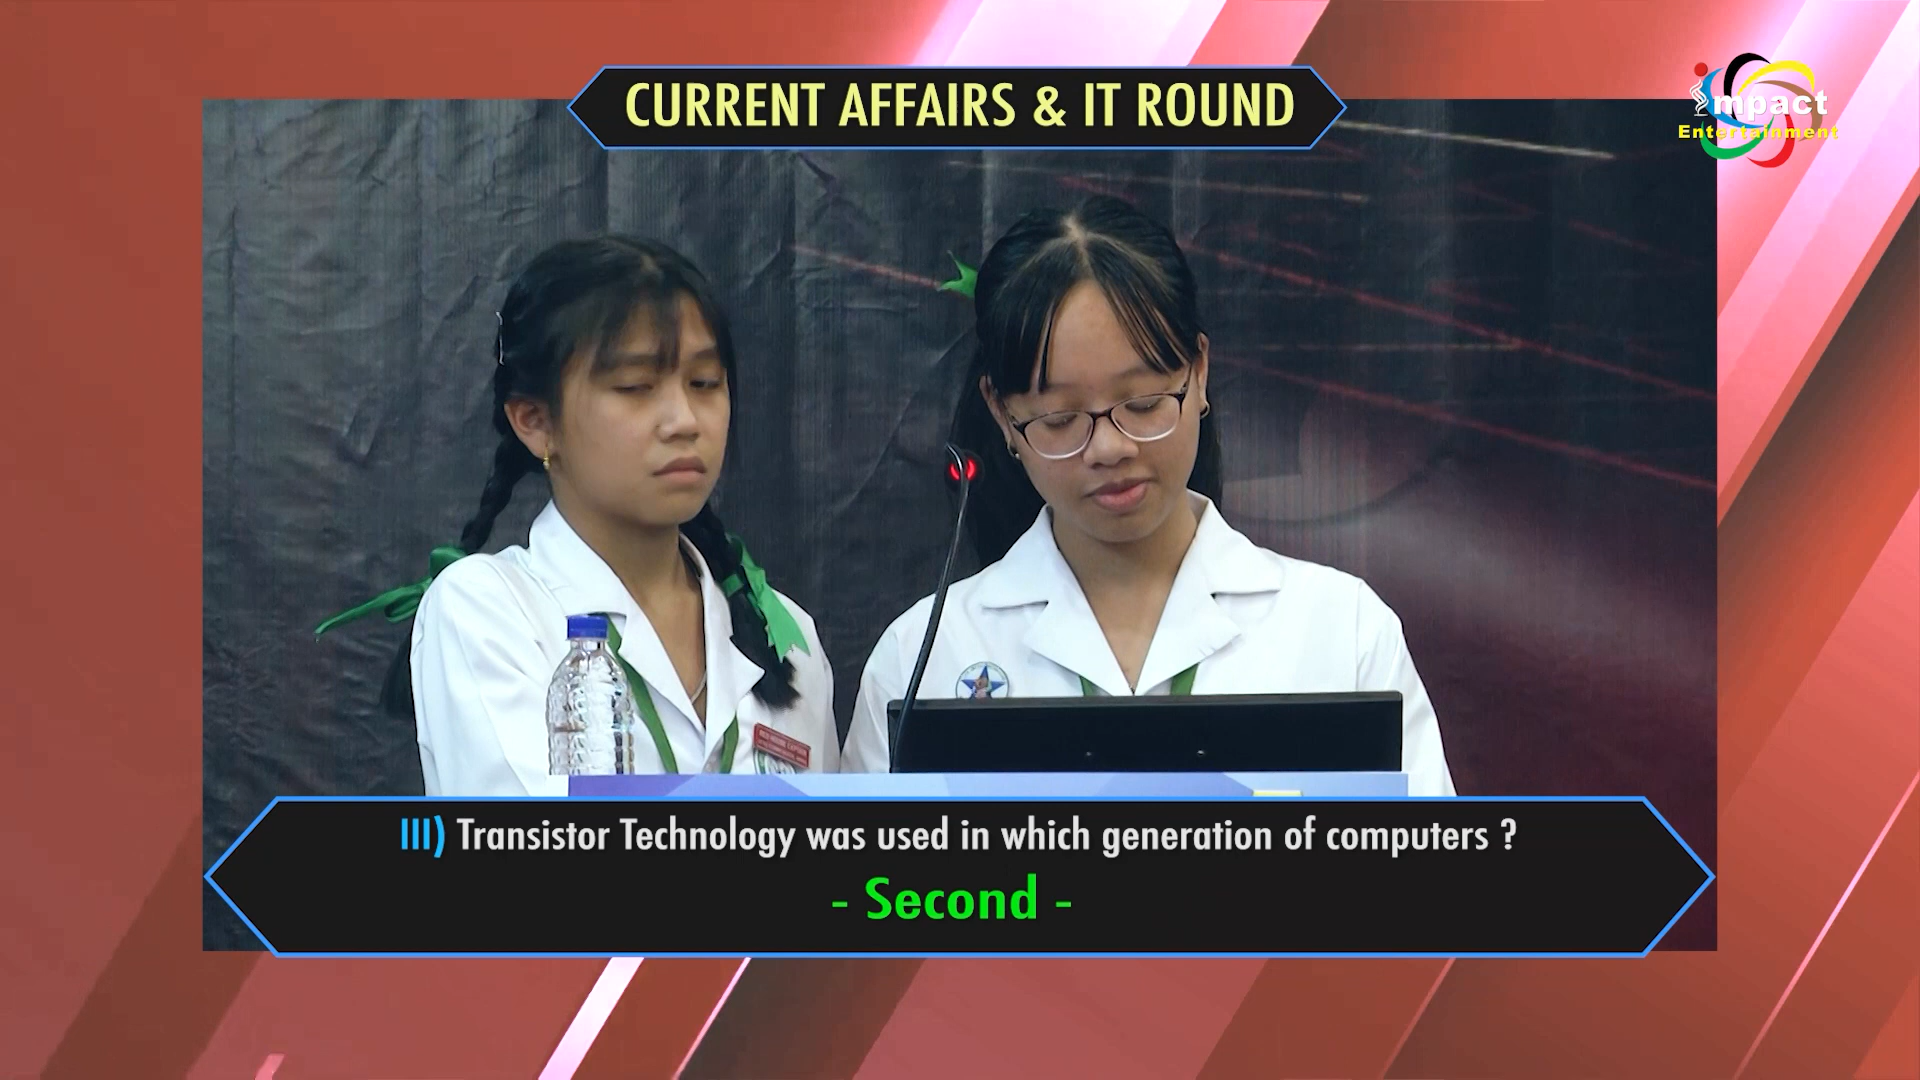 CURRENT AFFAIRS & IT ROUND
impact
Entertainment
III) Transistor Technology was used in which generation of computers ?
- Second -